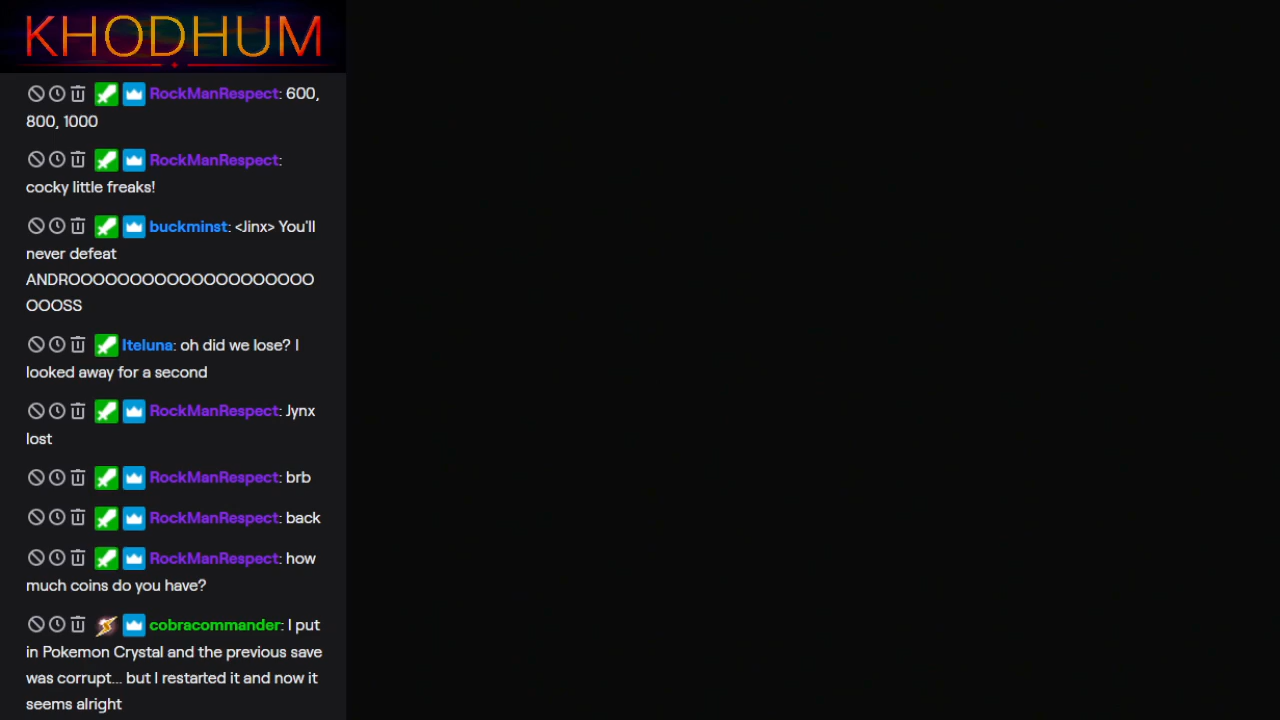 KHODHUM
RockManRespect: 600,
800, 1000
RockManRespect:
cocky little freaks!
buckminst: <Jinx> You'll
never defeat
ANDROOOOOOOOOOOOOOOOOOOO
OOOSS
Iteluna: oh did we lose? I
looked away for a second
RockManRespect: Jynx
lost
RockManRespect: brb
RockManRespect: back
RockManRespect: how
much coins do you have?
cobracommander: I put
in Pokemon Crystal and the previous save
was corrupt... but I restarted it and now it
seems alright